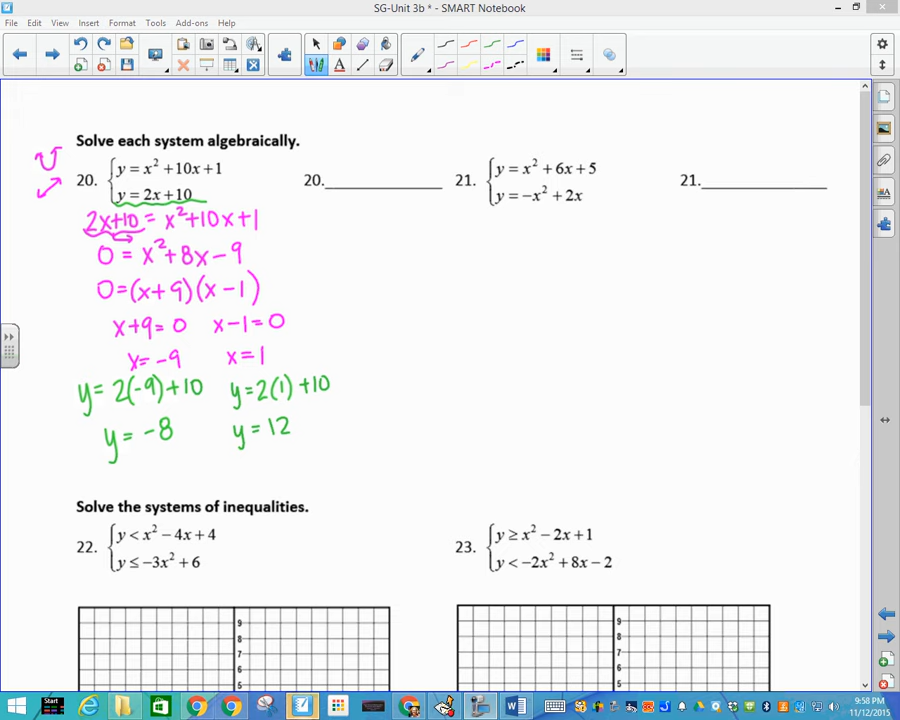 SG-Unit 3b * - SMART Notebook
File Edit View Insert Format Tools Add-ons Help
Solve each system algebraically.
20. { y = x² + 10x + 1
y = 2x + 10
20.
2x+10 = x²+10x+1
0 = x²+8x-9
0=(x+9)(x-1)
x+9=0 x-1=0
x=-9 x=1
y=2(-9)+10 y=2(1)+10
y=-8 y=12
21. { y = x² + 6x + 5
y = -x² + 2x
21.
Solve the systems of inequalities.
22. { y < x² - 4x + 4
y ≤ -3x² + 6
9
8
7
6
5
23. { y ≥ x² - 2x + 1
y < -2x² + 8x - 2
9
8
7
6
5
Start
9:58 PM
11/12/2015